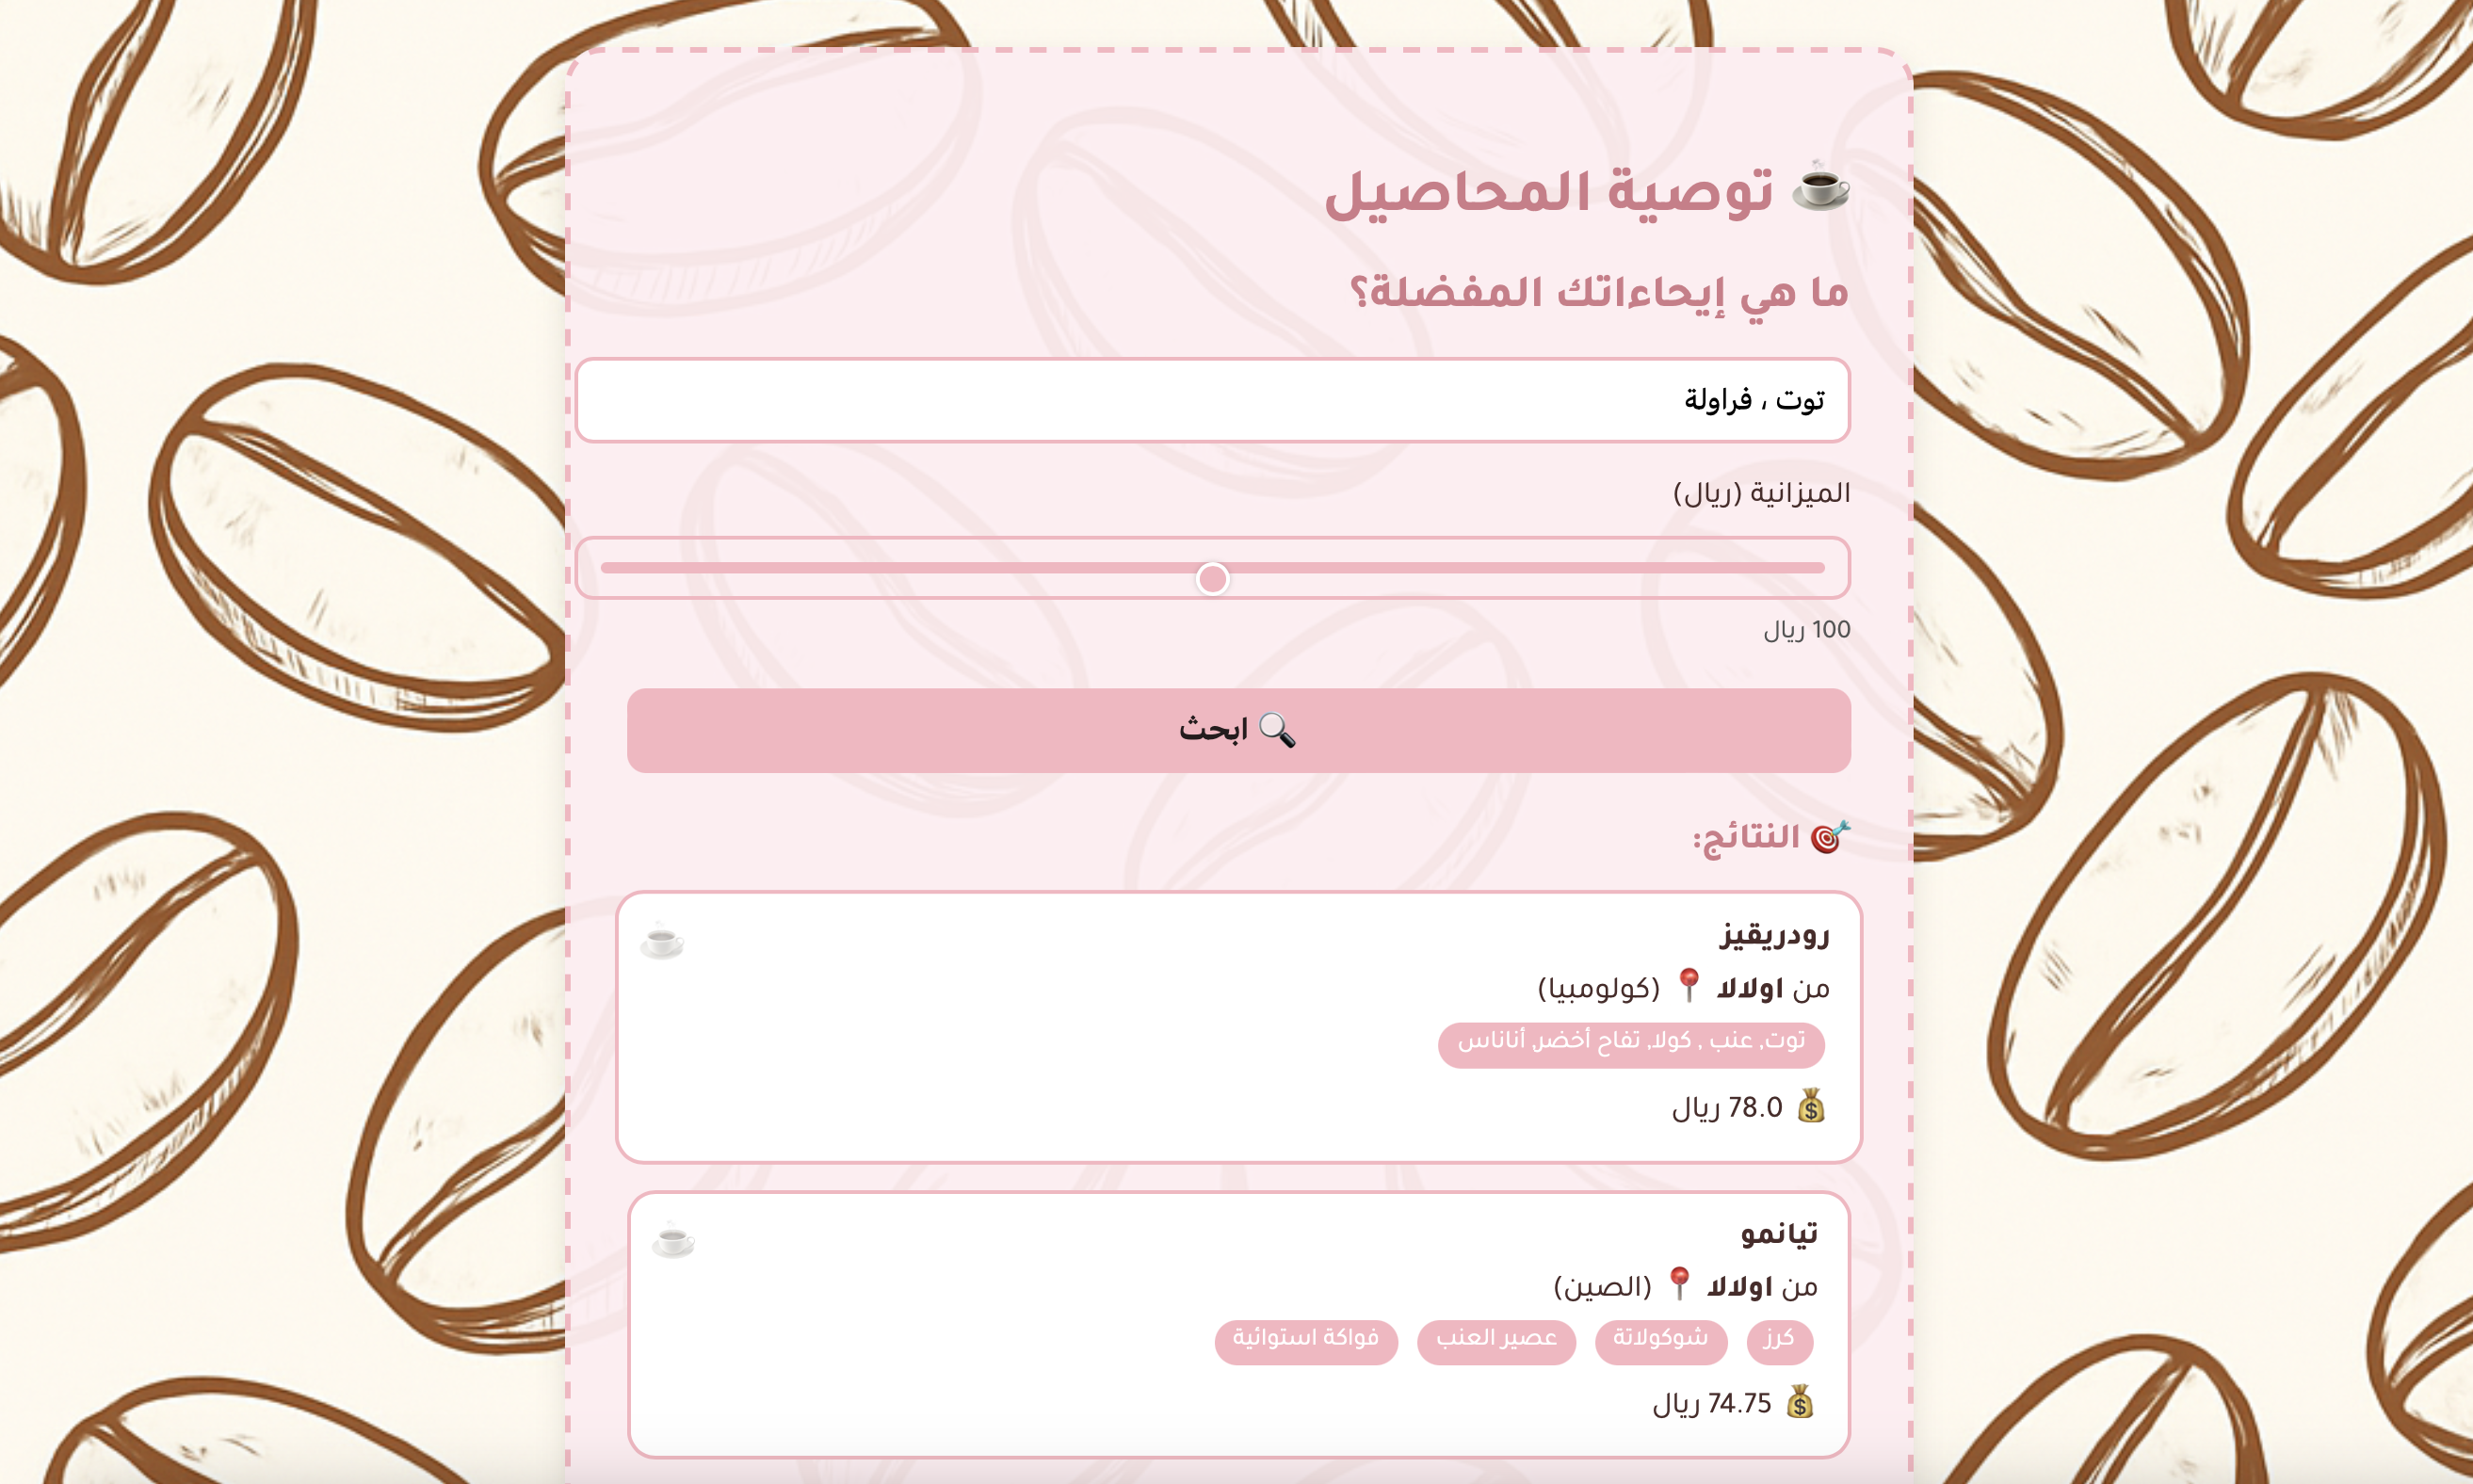 ☕ توصية المحاصيل
ما هي إيحاءاتك المفضلة؟
توت ، فراولة
الميزانية (ريال)
100 ريال
🔍 ابحث
🎯 النتائج:
رودريقيز
من اولالا 📍 (كولومبيا)
توت, عنب , كولا, تفاح أخضر, أناناس
💰 78.0 ريال
تيانمو
من اولالا 📍 (الصين)
كرز شوكولاتة عصير العنب فواكة استوائية
💰 74.75 ريال